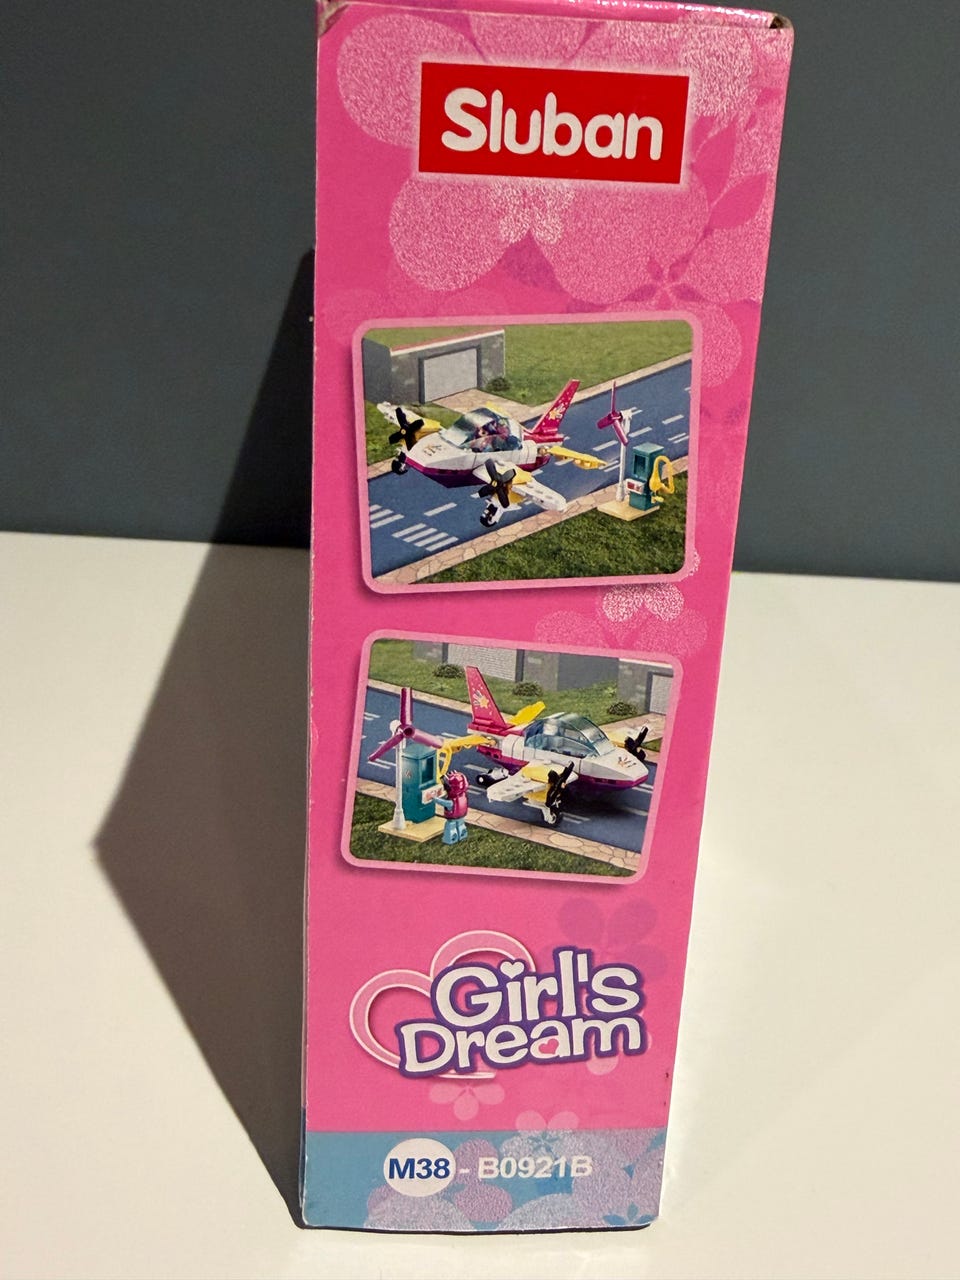 Sluban
Girl's
Dream
M38 - B0921B